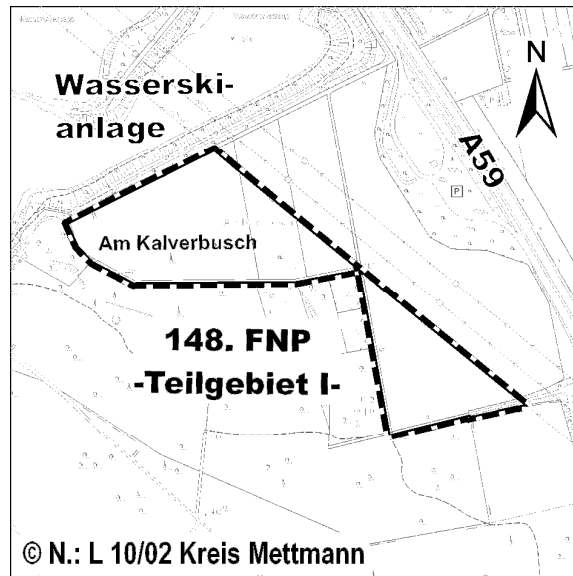 Wasserski-
anlage
N
A59
P
Am Kalverbusch
148. FNP
-Teilgebiet I-
© N.: L 10/02 Kreis Mettmann